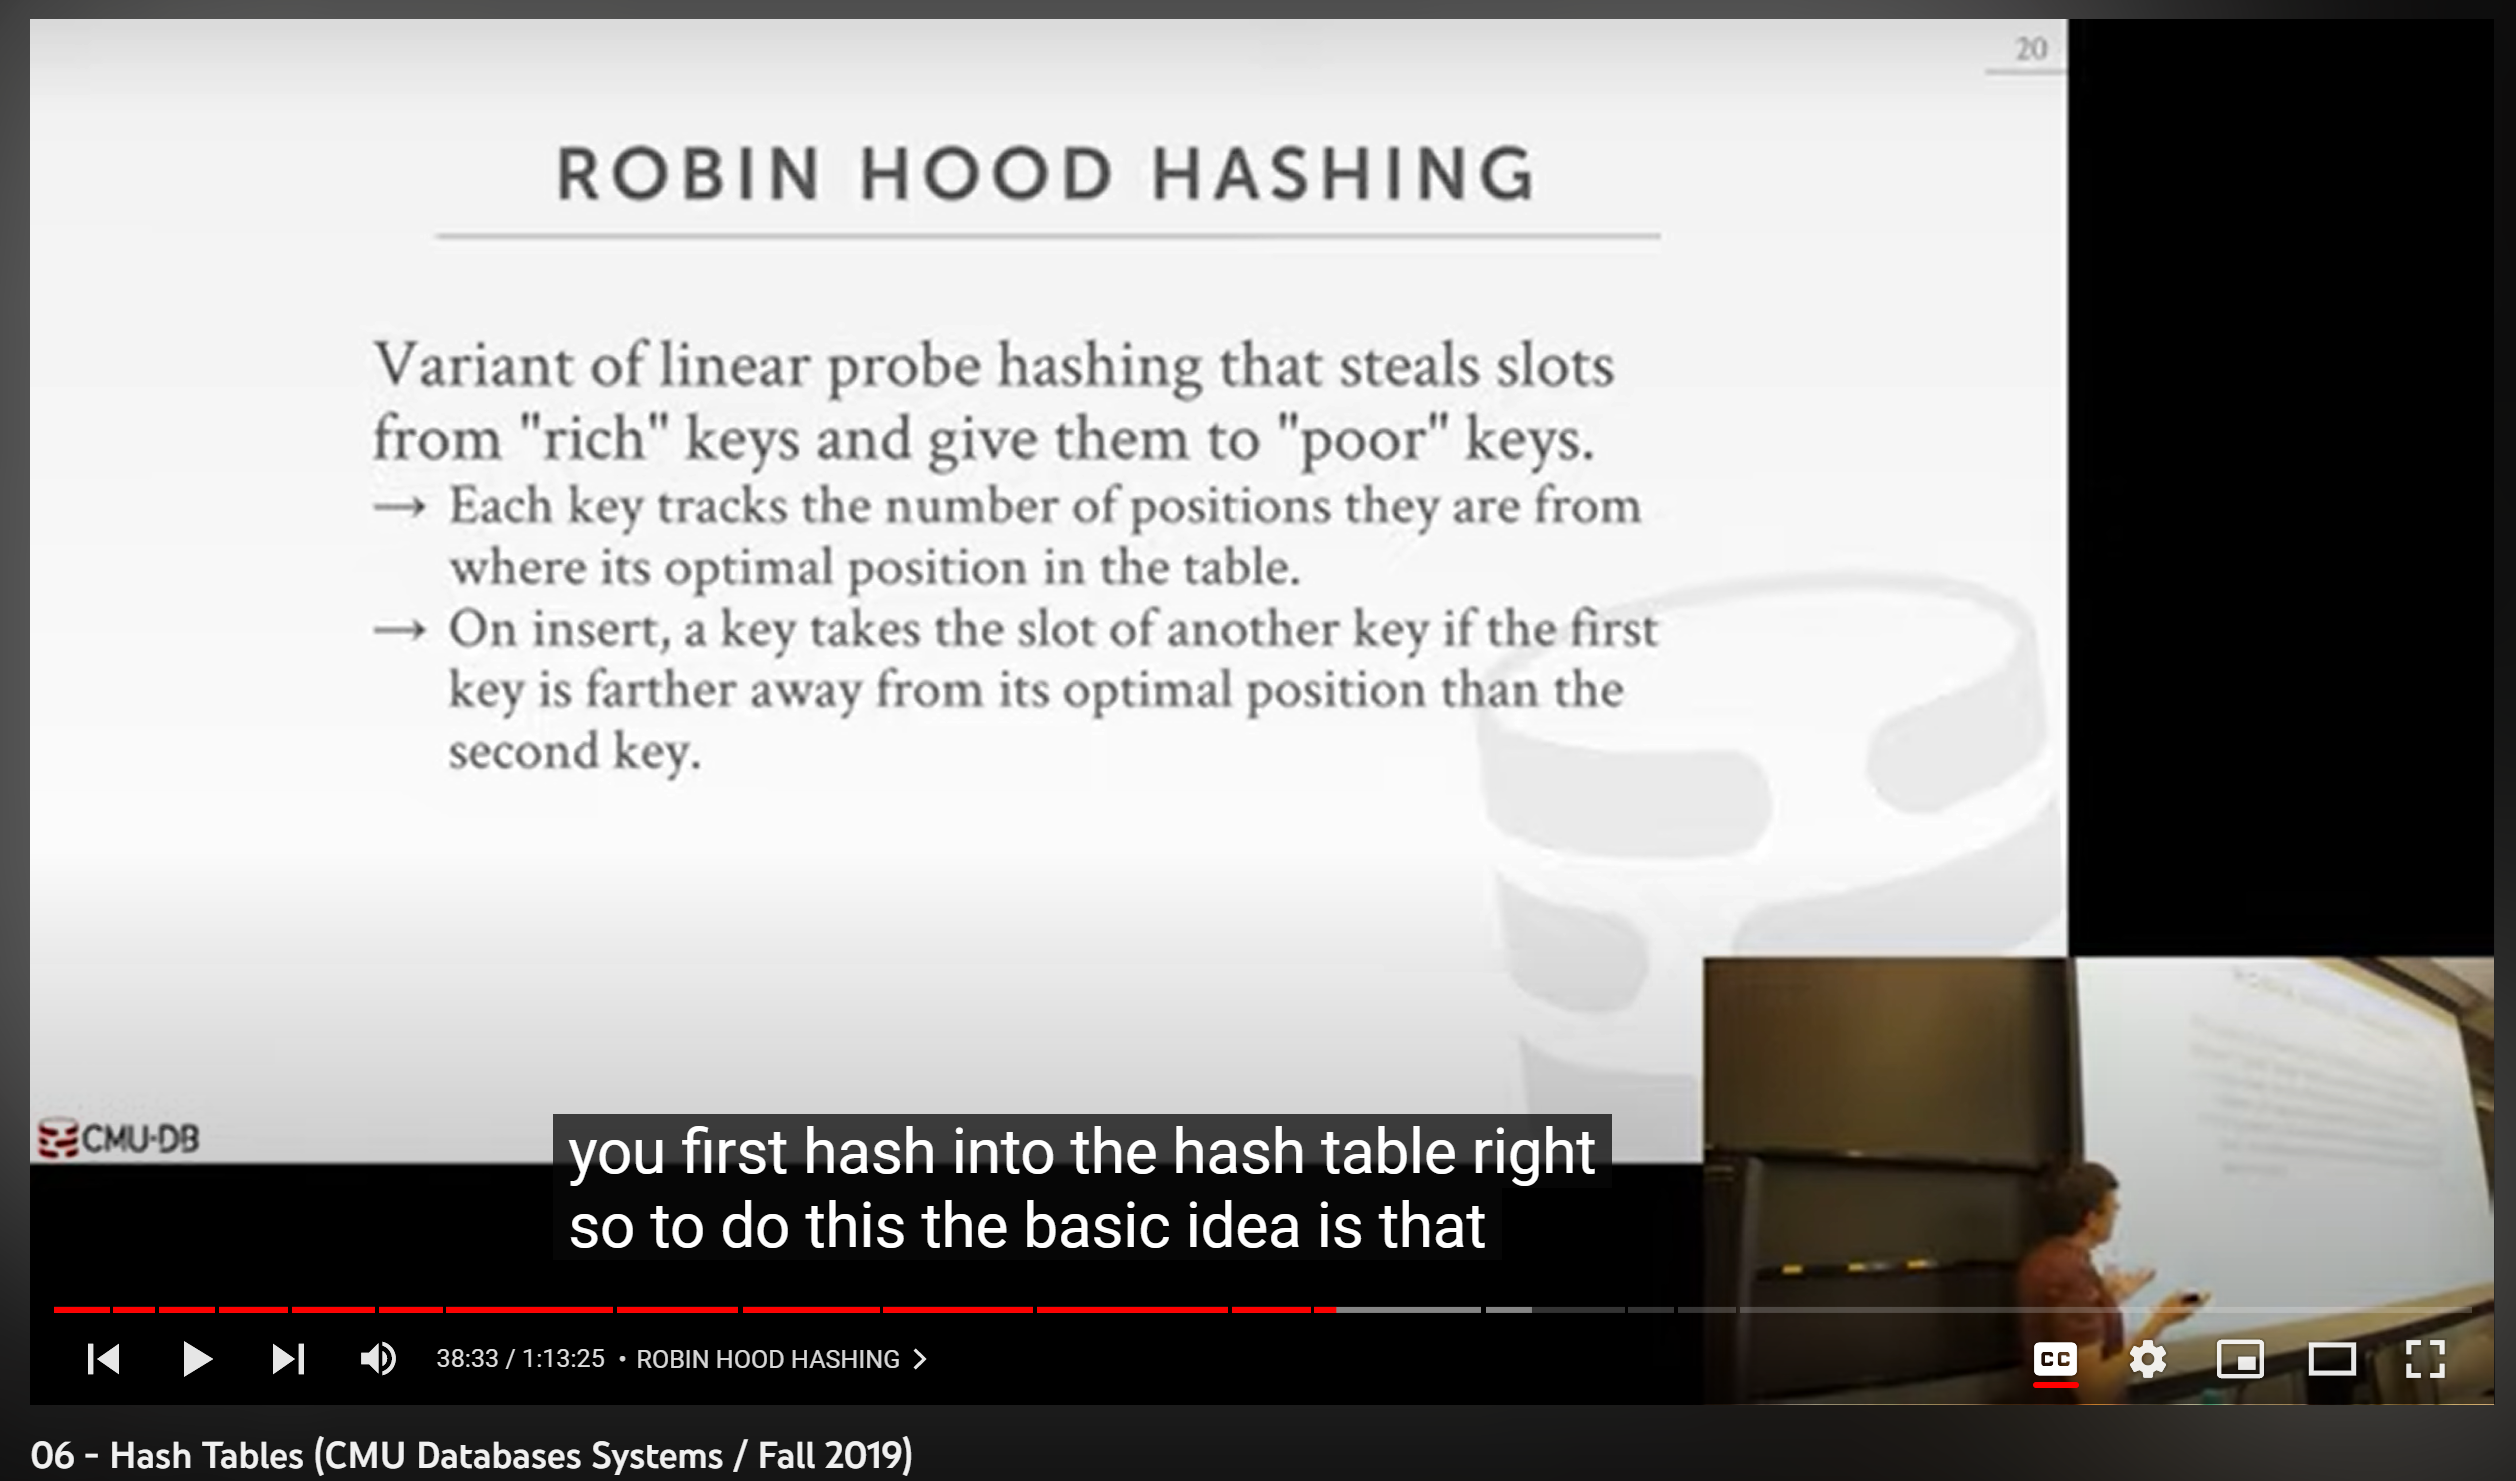 20
ROBIN HOOD HASHING
Variant of linear probe hashing that steals slots
from "rich" keys and give them to "poor" keys.
→ Each key tracks the number of positions they are from
where its optimal position in the table.
→ On insert, a key takes the slot of another key if the first
key is farther away from its optimal position than the
second key.
CMU·DB
you first hash into the hash table right
so to do this the basic idea is that
38:33 / 1:13:25 • ROBIN HOOD HASHING
CC
06 - Hash Tables (CMU Databases Systems / Fall 2019)